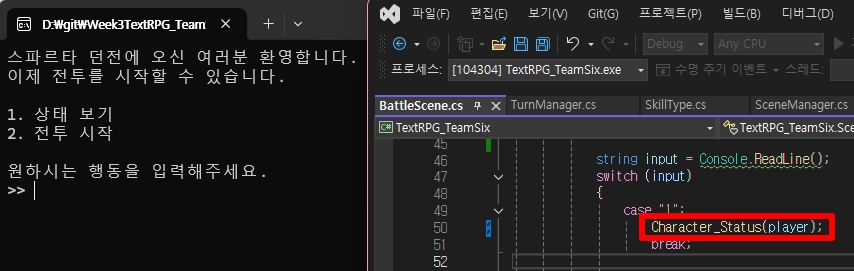 D:₩git₩Week3TextRPG_Team
스파르타 던전에 오신 여러분 환영합니다.
이제 전투를 시작할 수 있습니다.
1. 상태 보기
2. 전투 시작
원하시는 행동을 입력해주세요.
>>
파일(F) 편집(E) 보기(V) Git(G) 프로젝트(P) 빌드(B) 디버그(D)
Debug Any CPU
프로세스: [104304] TextRPG_TeamSix.exe 수명 주기 이벤트 스레드:
BattleScene.cs TurnManager.cs SkillType.cs SceneManager.cs
C# TextRPG_TeamSix TextRPG_TeamSix.Sce
45
46 string input = Console.ReadLine();
47 switch (input)
48 {
49 case "1":
50 Character_Status(player);
51 break;
52